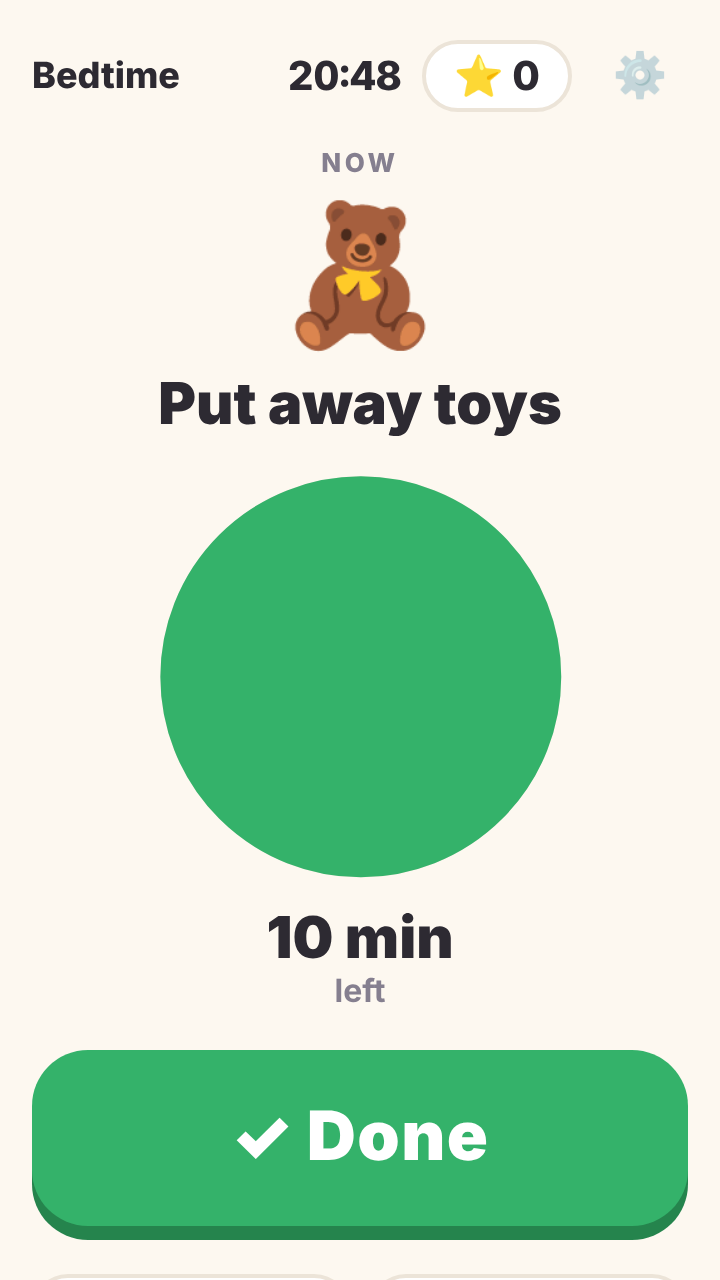 Bedtime 20:48 ⭐ 0 ⚙️
NOW
Put away toys
10 min
left
✓ Done